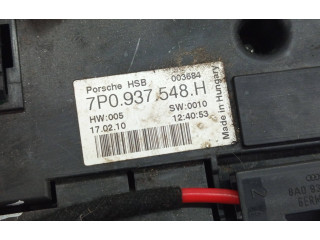 Porsche HSB 003684
7P0.937.548.H
HW:005 SW:0010
17.02.10 12:40:53
Made in Hungary